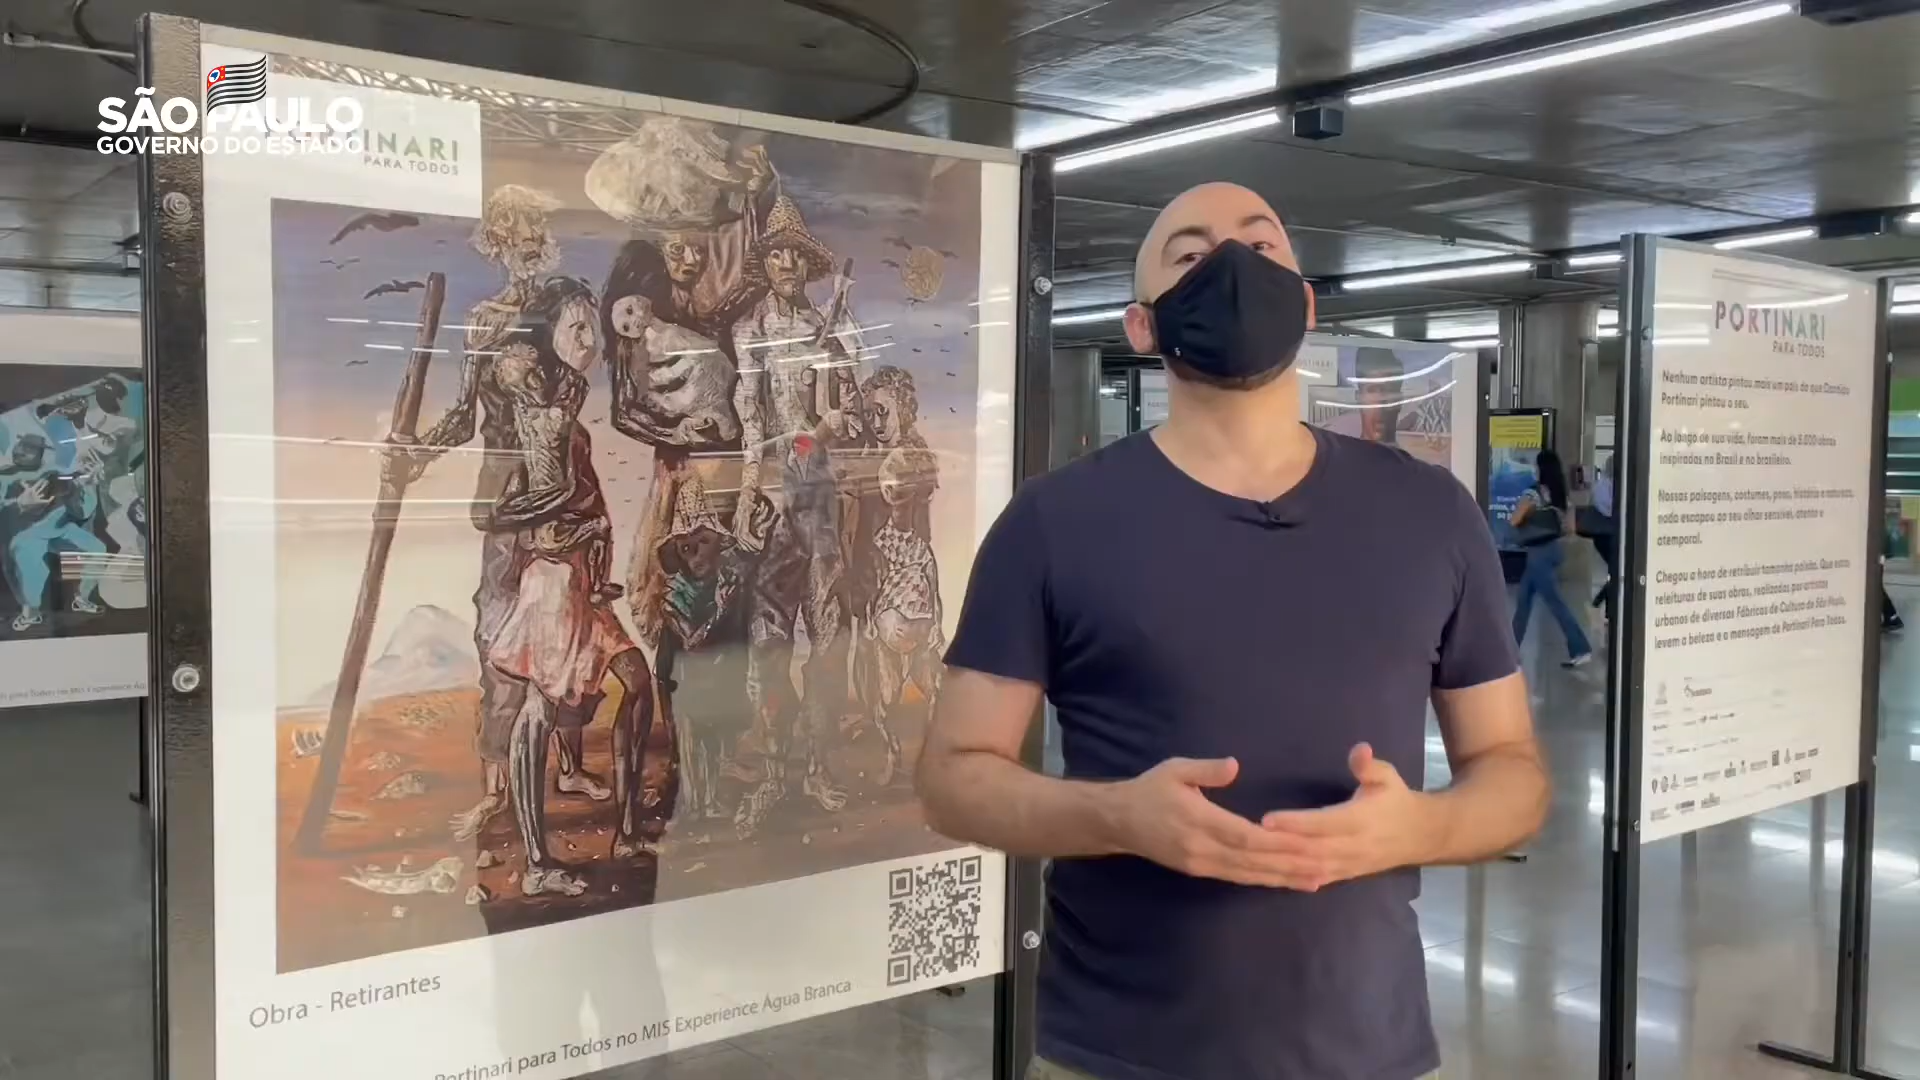 SÃO PAULO
GOVERNO DO ESTADO
TINARI
PARA TODOS
Obra - Retirantes
Portinari para Todos no MIS Experience Água Branca
PORTINARI
PARA TODOS
Nenhum artista pintou mais um país do que Candido
Portinari pintou o seu.
Ao longo de sua vida, foram mais de 5.000 obras
inspiradas no Brasil e no brasileiro.
Nossas paisagens, costumes, povo, história e natureza,
nada escapou ao seu olhar sensível, atento e
atemporal.
Chegou a hora de retribuir tamanha paixão. Que estas
releituras de suas obras, realizadas por artistas
urbanos de diversas Fábricas de Cultura de São Paulo,
levem a beleza e a mensagem de Portinari Para Todos.